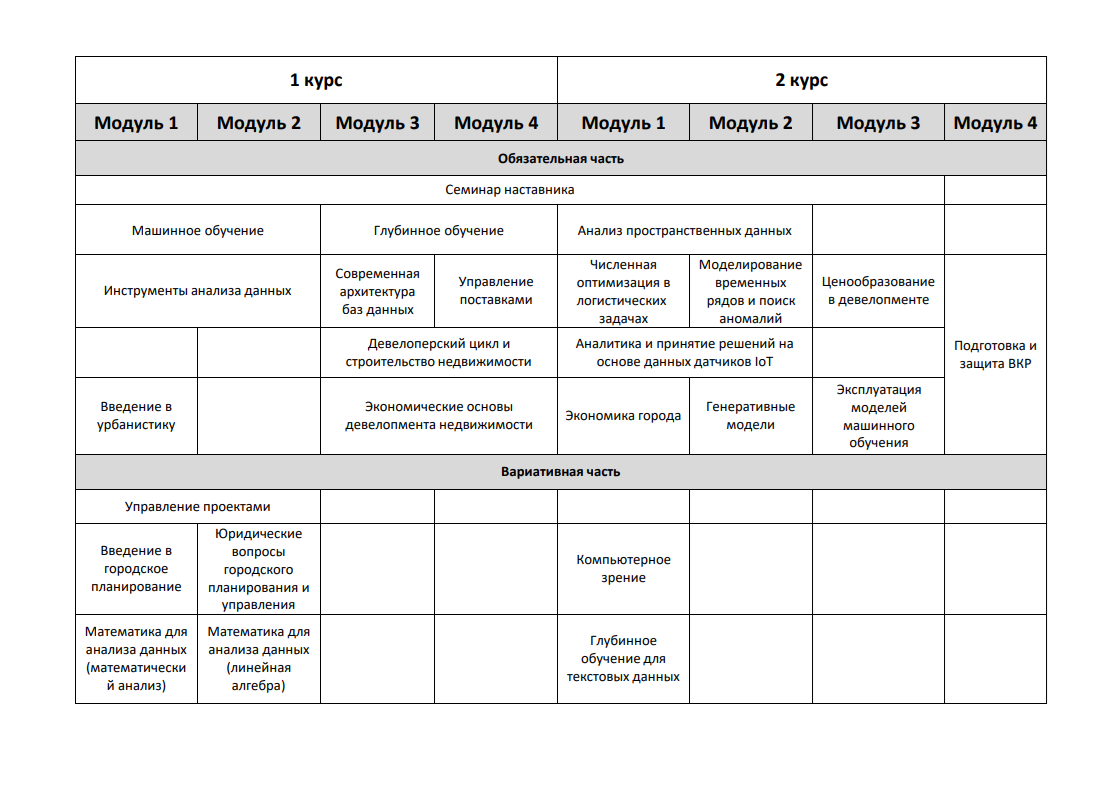 1 курс
2 курс
Модуль 1
Модуль 2
Модуль 3
Модуль 4
Модуль 1
Модуль 2
Модуль 3
Модуль 4
Обязательная часть
Семинар наставника
Машинное обучение
Глубинное обучение
Анализ пространственных данных
Инструменты анализа данных
Современная
архитектура
баз данных
Управление
поставками
Численная
оптимизация в
логистических
задачах
Моделирование
временных
рядов и поиск
аномалий
Ценообразование
в девелопменте
Подготовка и
защита ВКР
Девелоперский цикл и
строительство недвижимости
Аналитика и принятие решений на
основе данных датчиков IoT
Введение в
урбанистику
Экономические основы
девелопмента недвижимости
Экономика города
Генеративные
модели
Эксплуатация
моделей
машинного
обучения
Вариативная часть
Управление проектами
Введение в
городское
планирование
Юридические
вопросы
городского
планирования и
управления
Компьютерное
зрение
Математика для
анализа данных
(математически
й анализ)
Математика для
анализа данных
(линейная
алгебра)
Глубинное
обучение для
текстовых данных